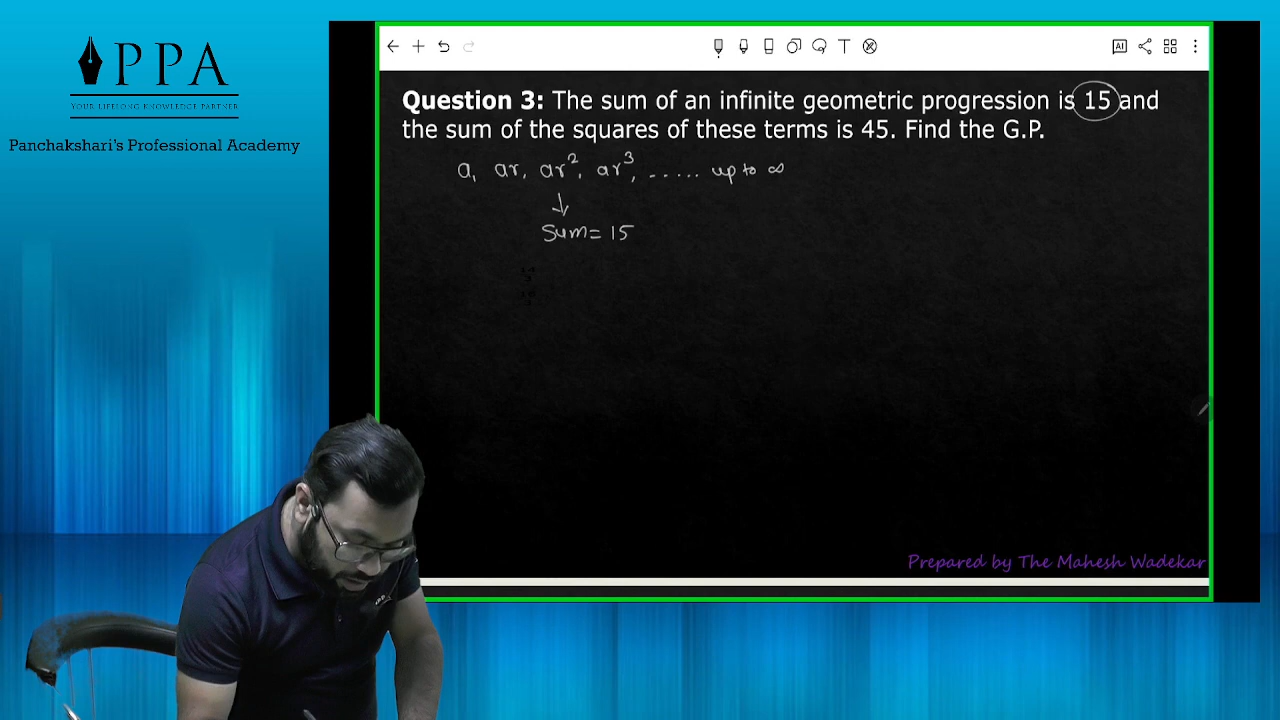 PPA
YOUR LIFELONG KNOWLEDGE PARTNER
Panchakshari's Professional Academy
AI
T
Question 3: The sum of an infinite geometric progression is 15 and
the sum of the squares of these terms is 45. Find the G.P.
a, ar, ar², ar³, ..... up to ∞
↓
Sum = 15
Prepared by The Mahesh Wadekar